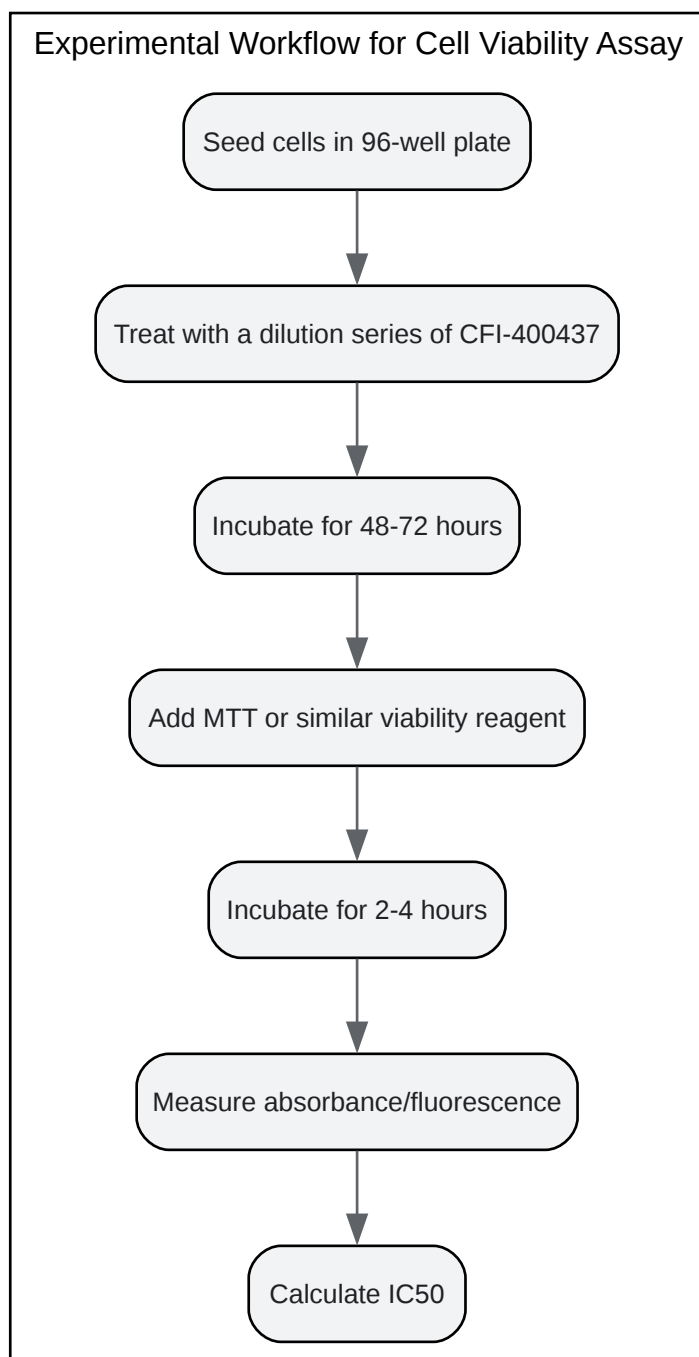 Experimental Workflow for Cell Viability Assay
Seed cells in 96-well plate
Treat with a dilution series of CFI-400437
Incubate for 48-72 hours
Add MTT or similar viability reagent
Incubate for 2-4 hours
Measure absorbance/fluorescence
Calculate IC50